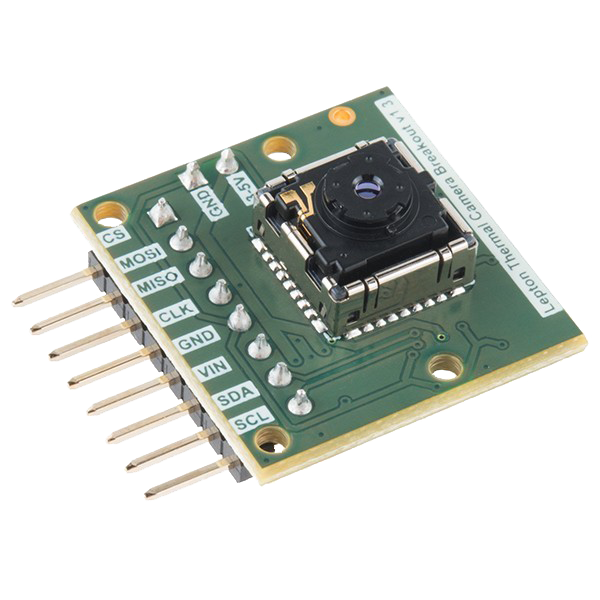 Lepton Thermal Camera Breakout v1.3
3-5V
GND
CS
MOSI
MISO
CLK
GND
VIN
SDA
SCL